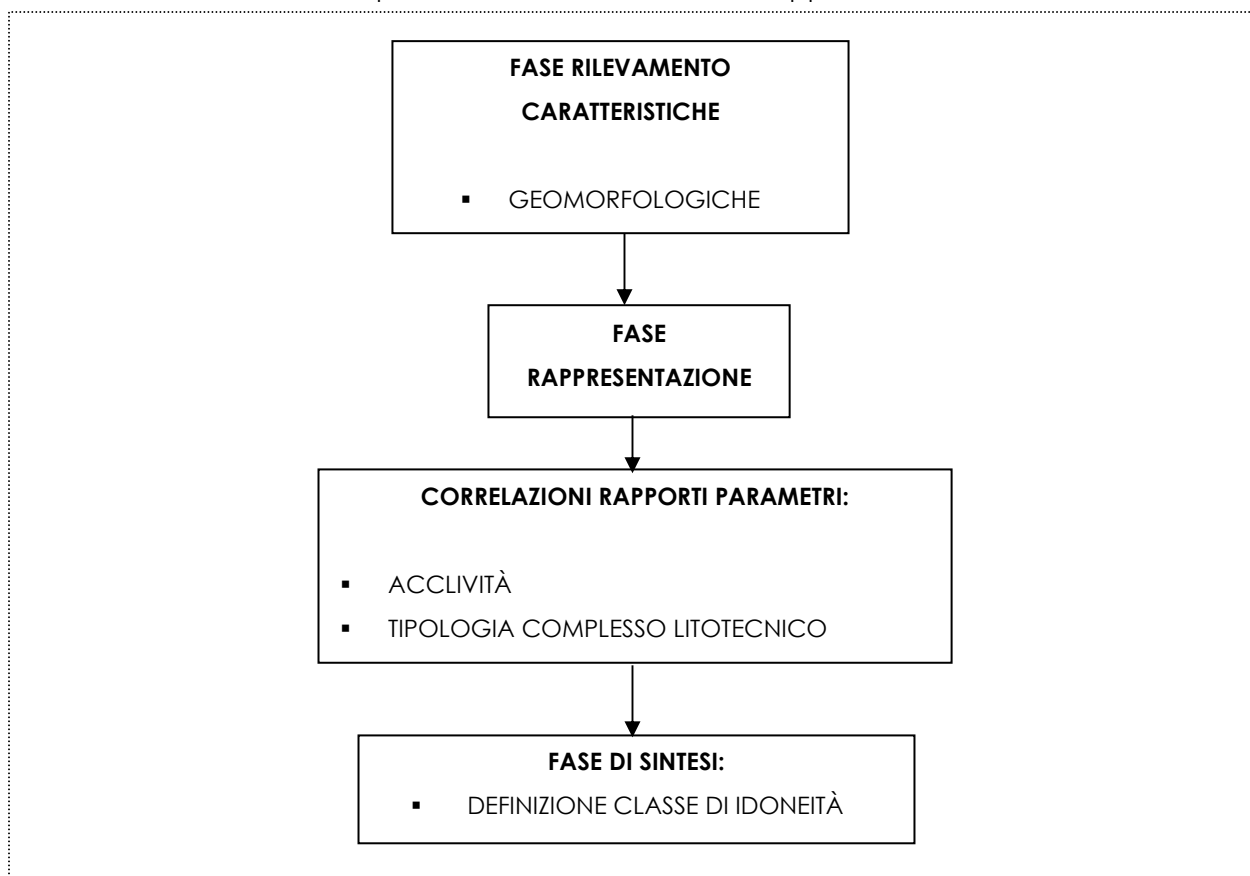 FASE RILEVAMENTO
CARATTERISTICHE
▪ GEOMORFOLOGICHE
FASE
RAPPRESENTAZIONE
CORRELAZIONI RAPPORTI PARAMETRI:
▪ ACCLIVITÀ
▪ TIPOLOGIA COMPLESSO LITOTECNICO
FASE DI SINTESI:
▪ DEFINIZIONE CLASSE DI IDONEITÀ